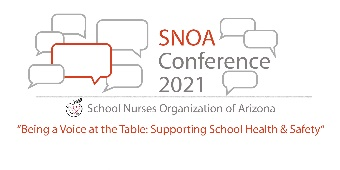 SNOA
Conference
2021
School Nurses Organization of Arizona
"Being a Voice at the Table: Supporting School Health & Safety"